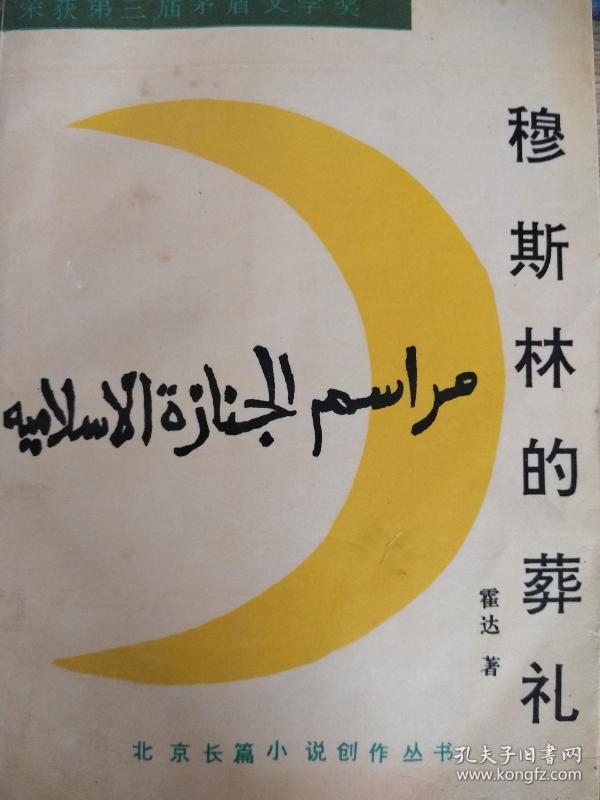 荣获第三届茅盾文学奖
穆斯林的葬礼
مراسم الجنازة الاسلاميه
霍达 著
北京长篇小说创作丛书
孔夫子旧书网
www.kongfz.com